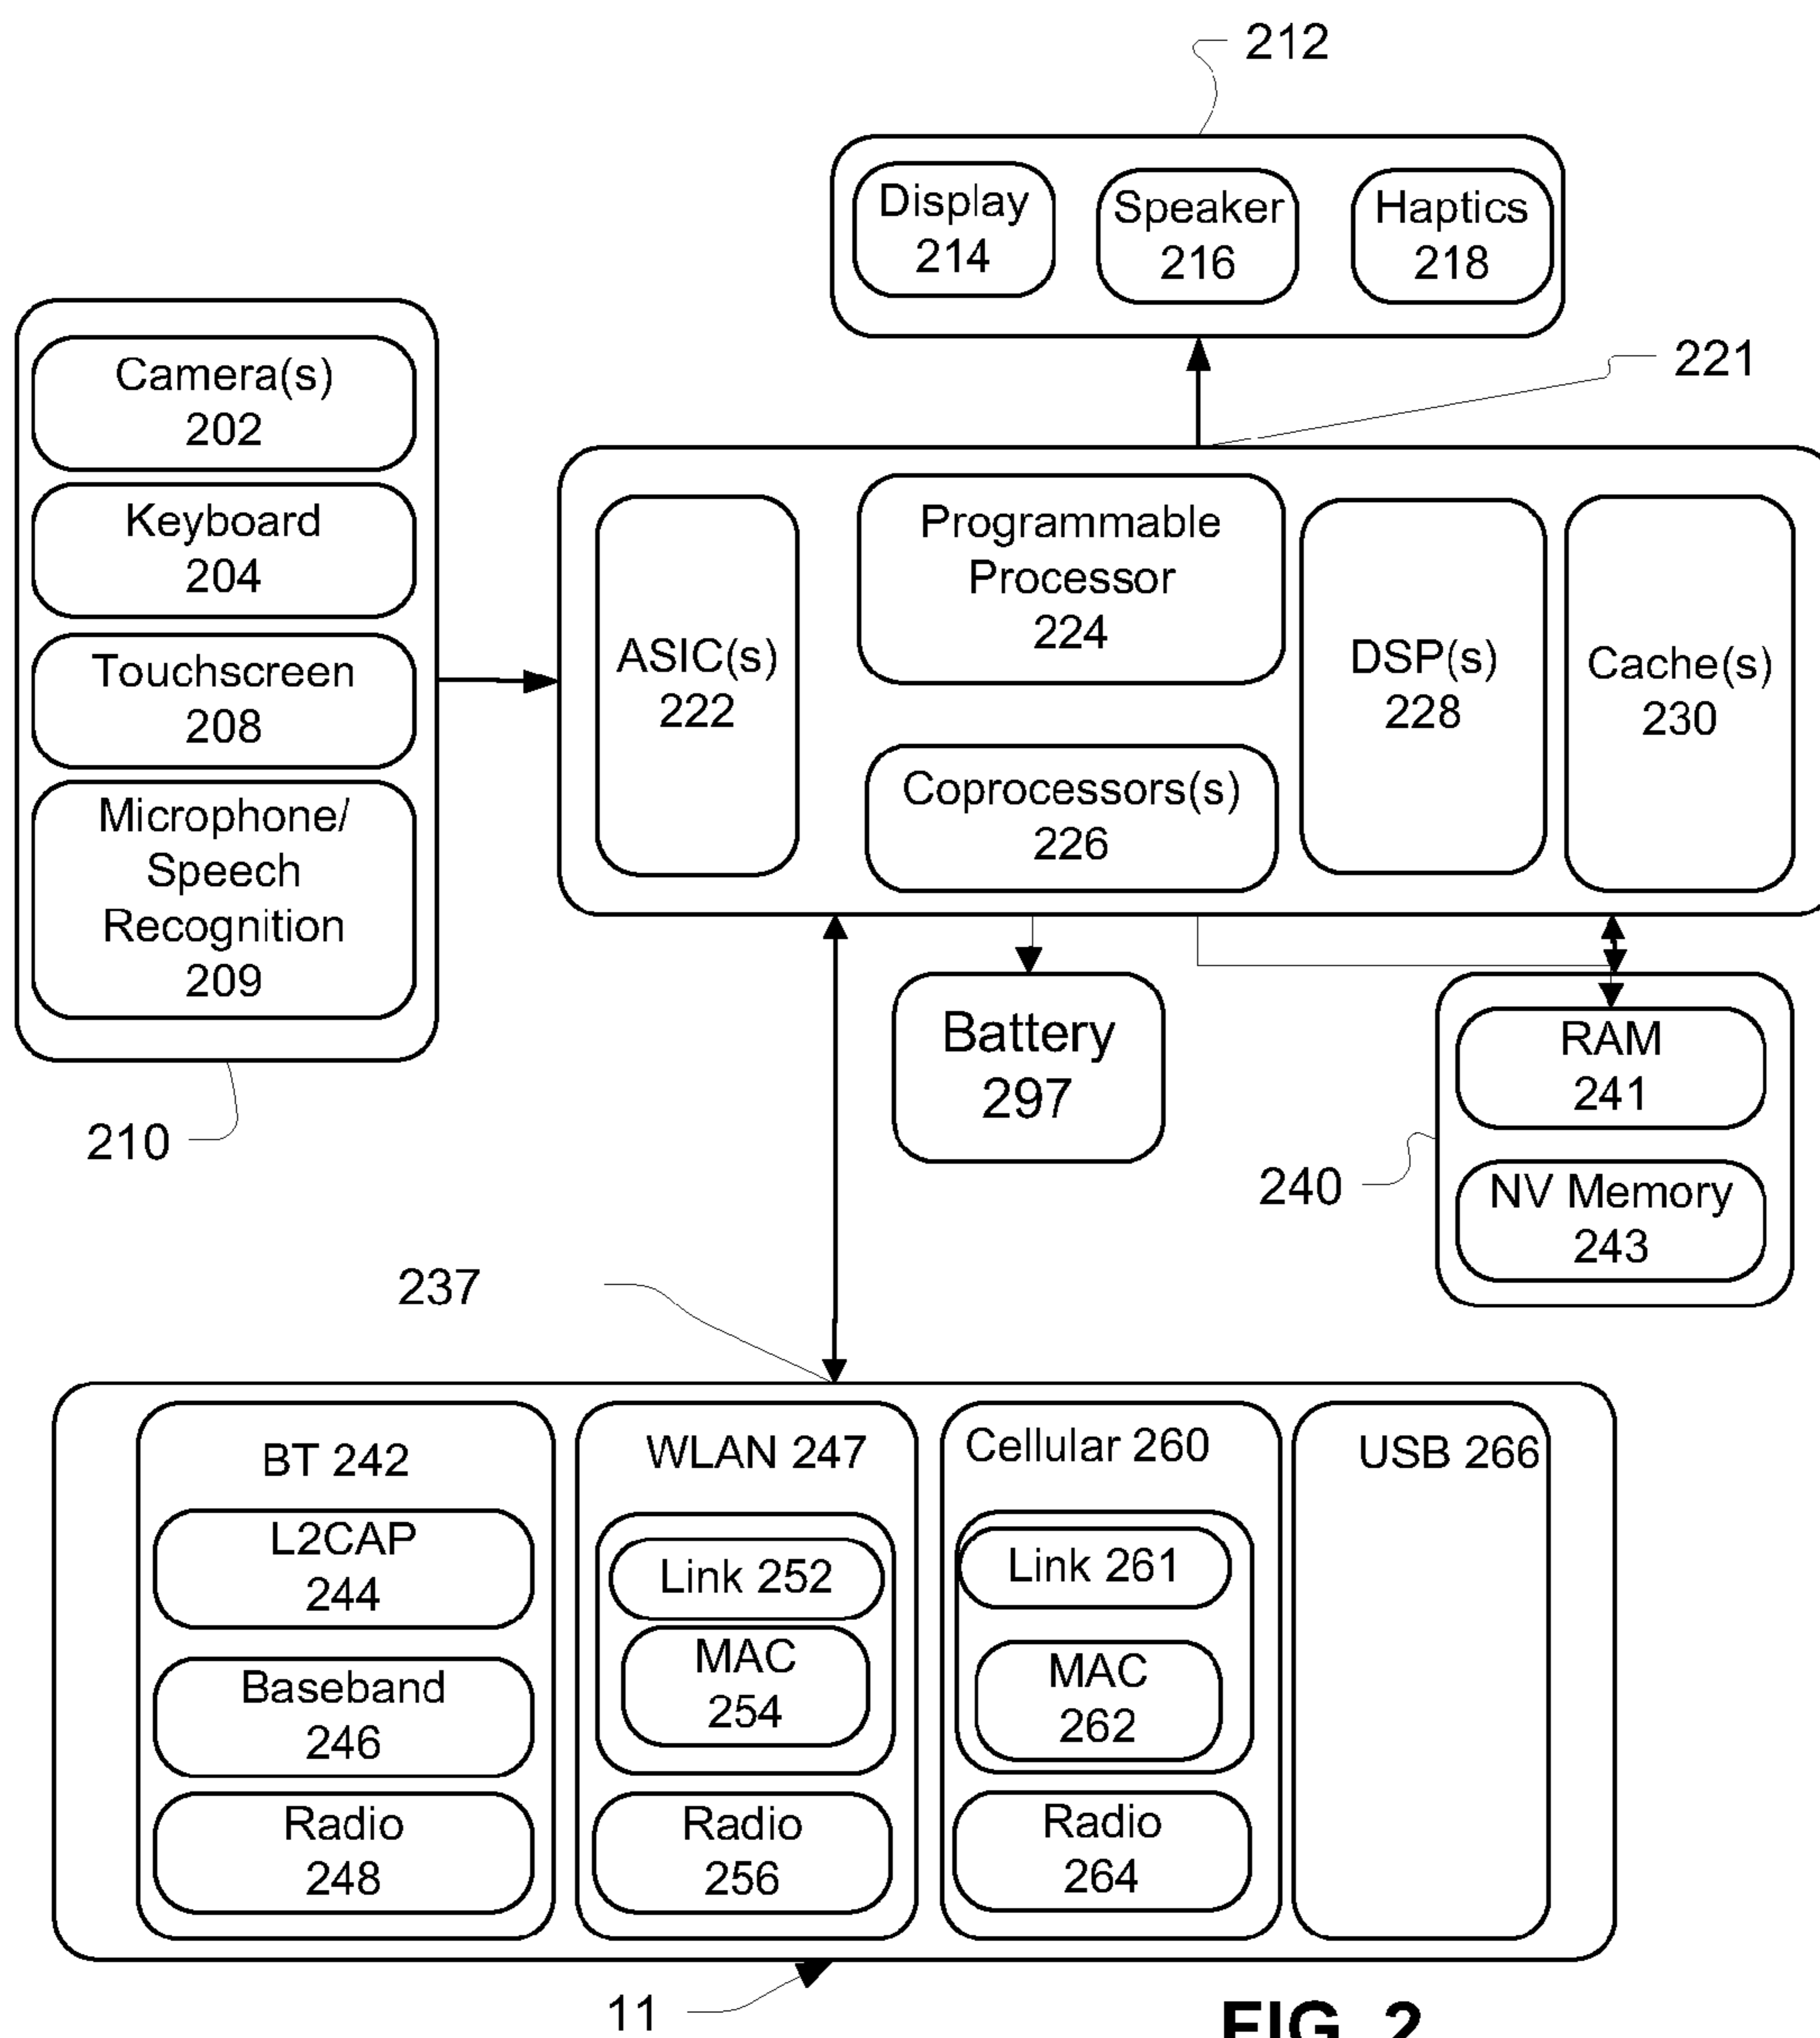 212
Display
214
Speaker
216
Haptics
218
221
Camera(s)
202
Keyboard
204
Touchscreen
208
Microphone/
Speech
Recognition
209
210
ASIC(s)
222
Programmable
Processor
224
Coprocessors(s)
226
DSP(s)
228
Cache(s)
230
Battery
297
RAM
241
NV Memory
243
240
237
BT 242
L2CAP
244
Baseband
246
Radio
248
WLAN 247
Link 252
MAC
254
Radio
256
Cellular 260
Link 261
MAC
262
Radio
264
USB 266
11
FIG. 2